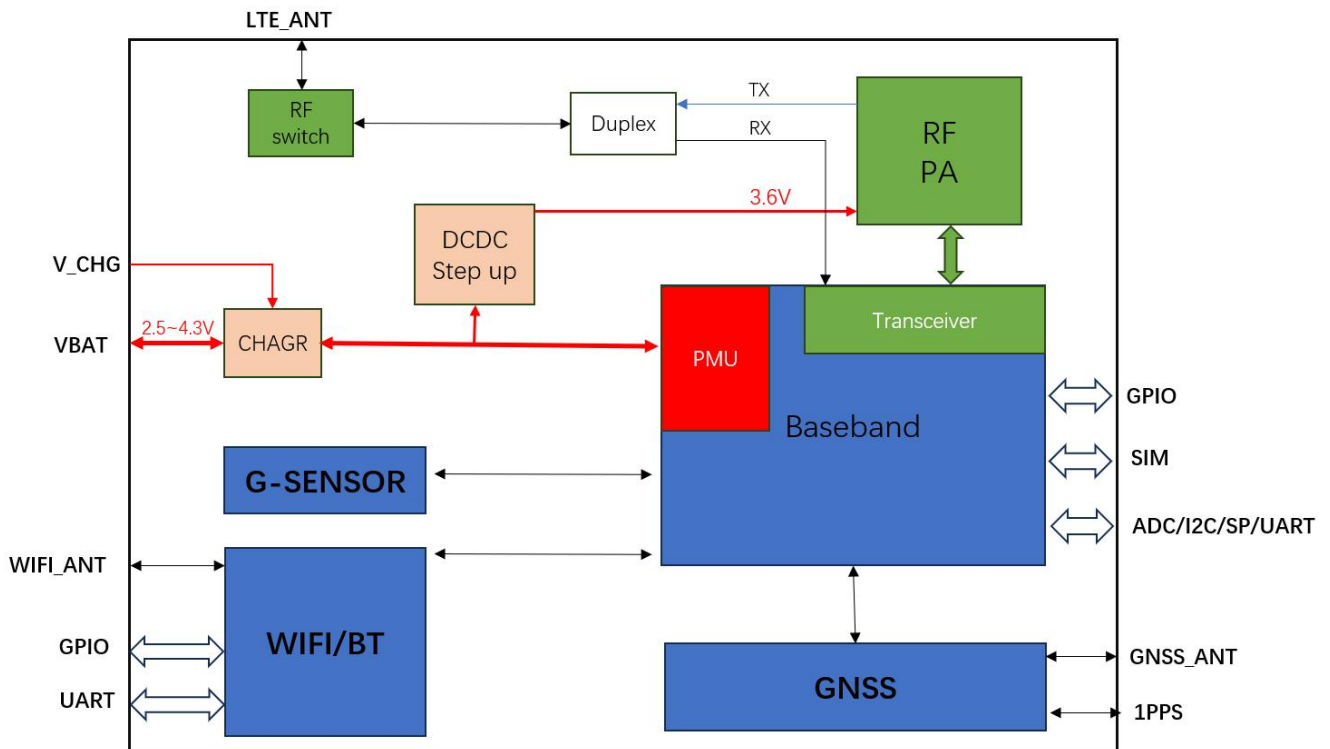 LTE_ANT
RF
switch
Duplex
TX
RX
RF
PA
3.6V
DCDC
Step up
V_CHG
2.5~4.3V
VBAT
CHAGR
PMU
Transceiver
Baseband
GPIO
SIM
ADC/I2C/SP/UART
G-SENSOR
WIFI_ANT
GPIO
UART
WIFI/BT
GNSS
GNSS_ANT
1PPS